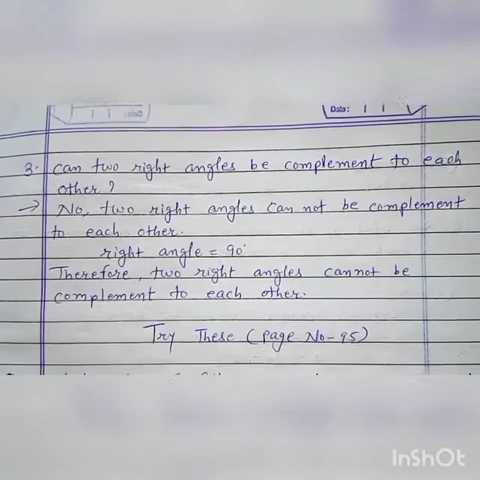 Date:
3. Can two right angles be complement to each
other?
→ No, two right angles can not be complement
to each other.
right angle = 90°
Therefore, two right angles cannot be
complement to each other.
Try These (page No-95)
InShOt